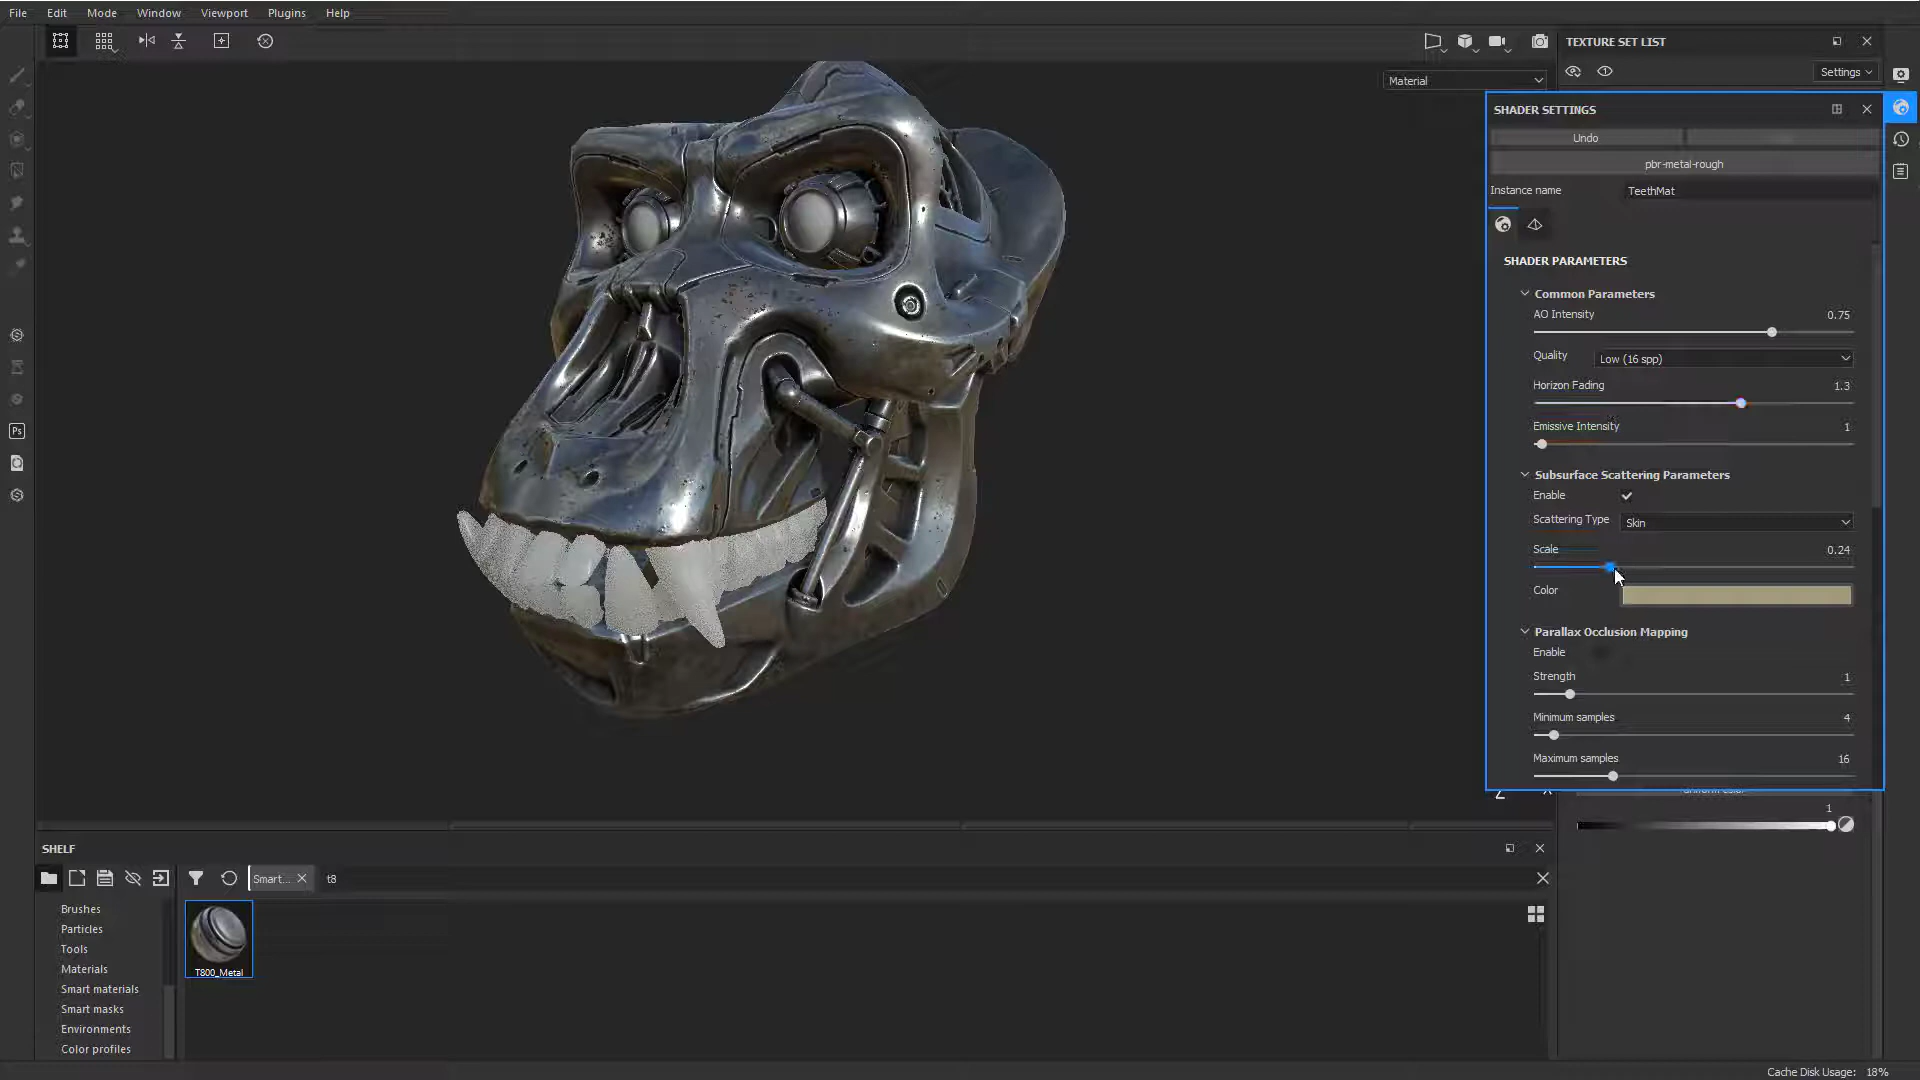 File Edit Mode Window Viewport Plugins Help
TEXTURE SET LIST
Settings
Material
SHADER SETTINGS
Undo
pbr-metal-rough
Instance name TeethMat
SHADER PARAMETERS
Common Parameters
AO Intensity 0.75
Quality Low (16 spp)
Horizon Fading 1.3
Emissive Intensity 1
Subsurface Scattering Parameters
Enable
Scattering Type Skin
Scale 0.24
Color
Parallax Occlusion Mapping
Enable
Strength 1
Minimum samples 4
Maximum samples 16
1
SHELF
Smart... t8
Ps
Brushes
Particles
Tools
Materials
Smart materials
Smart masks
Environments
Color profiles
T800_Metal
Cache Disk Usage: 18%